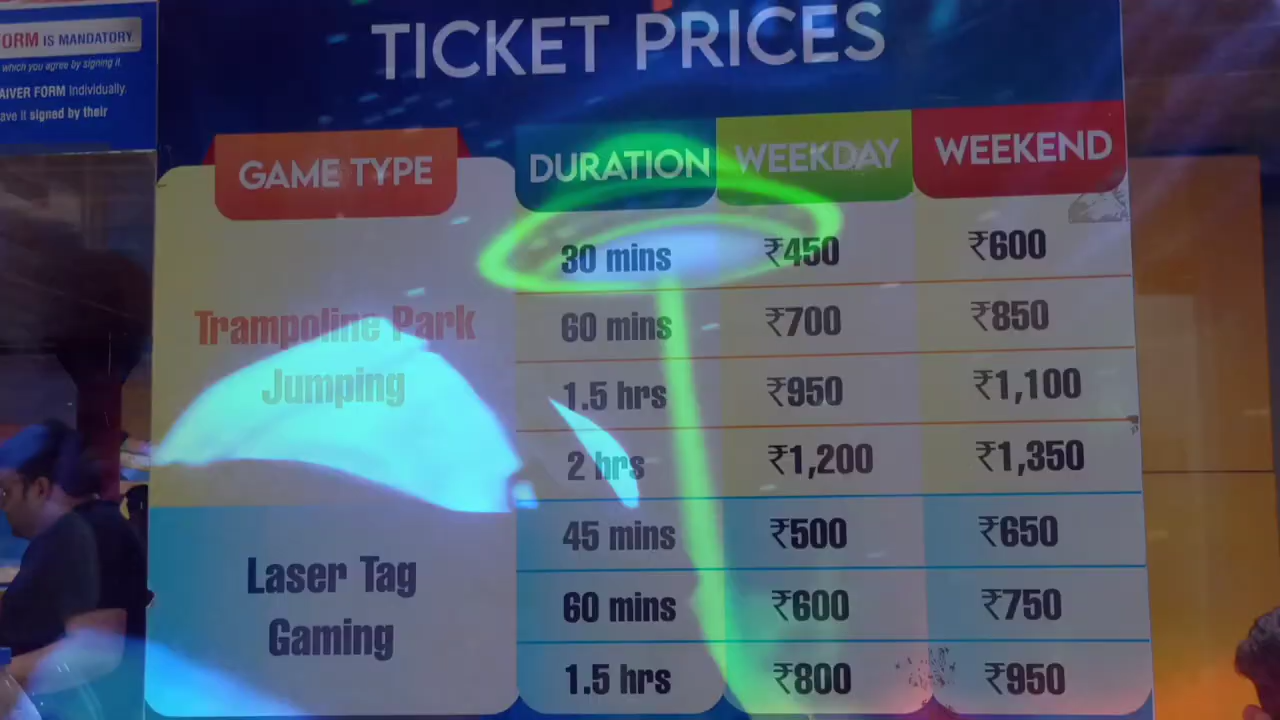 FORM IS MANDATORY.
which you agree by signing it.
WAIVER FORM Individually.
have it signed by their
TICKET PRICES
GAME TYPE DURATION WEEKDAY WEEKEND
30 mins ₹450 ₹600
Trampoline Park
Jumping
60 mins ₹700 ₹850
1.5 hrs ₹950 ₹1,100
2 hrs ₹1,200 ₹1,350
Laser Tag
Gaming
45 mins ₹500 ₹650
60 mins ₹600 ₹750
1.5 hrs ₹800 ₹950